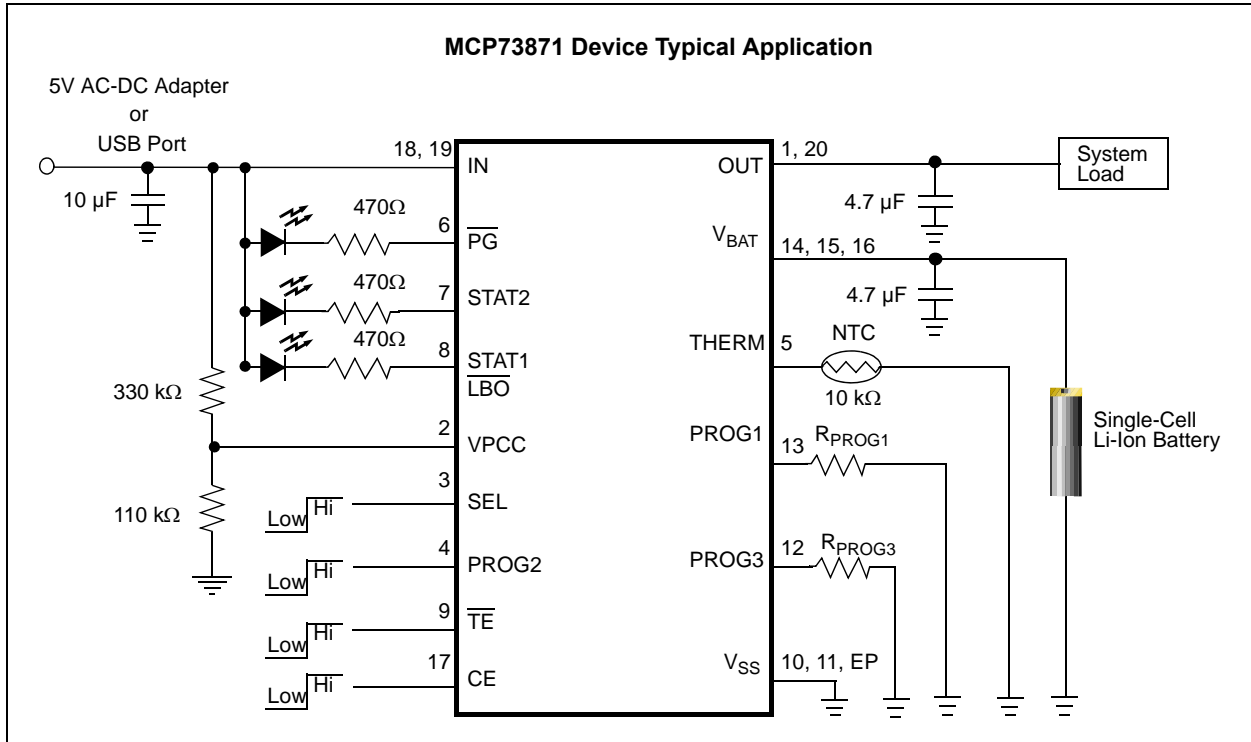 MCP73871 Device Typical Application
5V AC-DC Adapter
or
USB Port
10 µF
18, 19
IN
470Ω
6
PG
470Ω
7
STAT2
470Ω
8
STAT1
LBO
330 kΩ
2
VPCC
110 kΩ
3
SEL
Low
Hi
4
PROG2
Low
Hi
9
TE
Low
Hi
17
CE
Low
Hi
OUT
1, 20
System
Load
4.7 µF
VBAT
14, 15, 16
4.7 µF
THERM
5
NTC
10 kΩ
Single-Cell
Li-Ion Battery
PROG1
13
RPROG1
PROG3
12
RPROG3
VSS
10, 11, EP